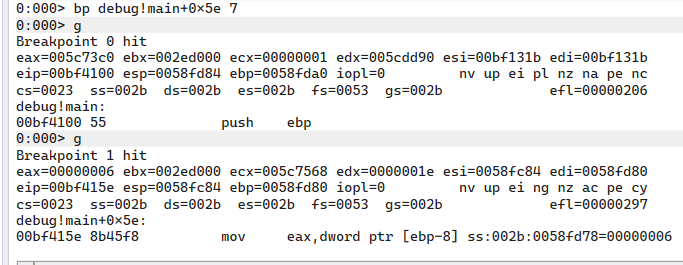 0:000> bp debug!main+0×5e 7
0:000> g
Breakpoint 0 hit
eax=005c73c0 ebx=002ed000 ecx=00000001 edx=005cdd90 esi=00bf131b edi=00bf131b
eip=00bf4100 esp=0058fd84 ebp=0058fda0 iopl=0         nv up ei pl nz na pe nc
cs=0023  ss=002b  ds=002b  es=002b  fs=0053  gs=002b             efl=00000206
debug!main:
00bf4100 55              push    ebp
0:000> g
Breakpoint 1 hit
eax=00000006 ebx=002ed000 ecx=005c7568 edx=0000001e esi=0058fc84 edi=0058fd80
eip=00bf415e esp=0058fc84 ebp=0058fd80 iopl=0         nv up ei ng nz ac pe cy
cs=0023  ss=002b  ds=002b  es=002b  fs=0053  gs=002b             efl=00000297
debug!main+0×5e:
00bf415e 8b45f8          mov     eax,dword ptr [ebp-8] ss:002b:0058fd78=00000006